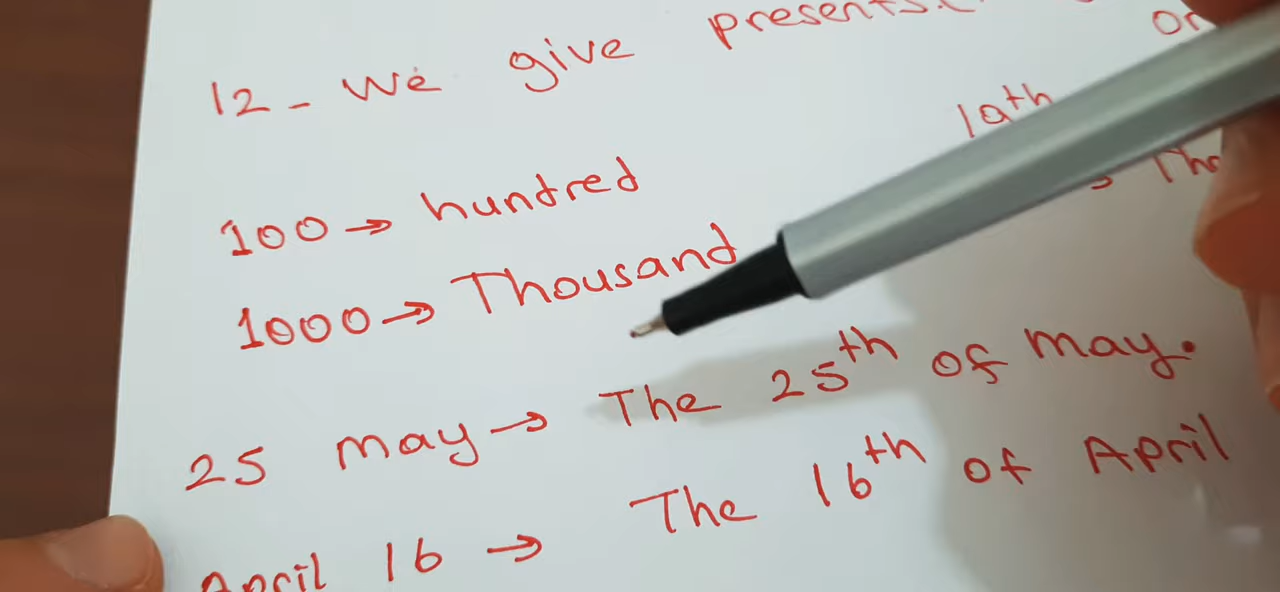 12 - We give presents.
on
100 → hundred
10th
1000 → Thousand
25 may → The 25th of may.
April 16 → The 16th of April